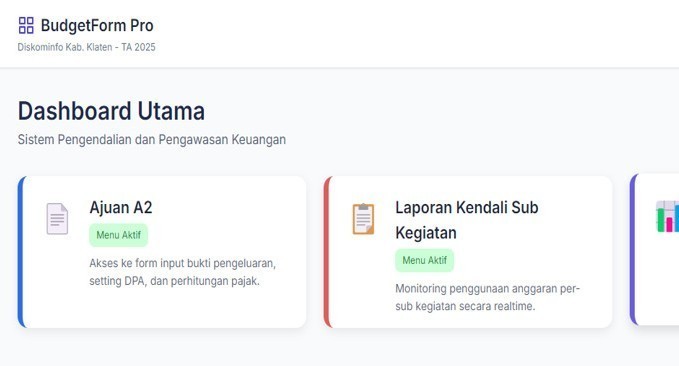 BudgetForm Pro
Diskominfo Kab. Klaten - TA 2025
Dashboard Utama
Sistem Pengendalian dan Pengawasan Keuangan
Ajuan A2
Menu Aktif
Akses ke form input bukti pengeluaran,
setting DPA, dan perhitungan pajak.
Laporan Kendali Sub
Kegiatan
Menu Aktif
Monitoring penggunaan anggaran per-
sub kegiatan secara realtime.